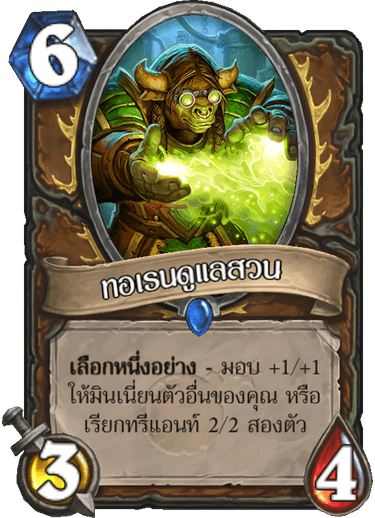 6
ทอเรนดูแลสวน
เลือกหนึ่งอย่าง - มอบ +1/+1
ให้มินเนี่ยนตัวอื่นของคุณ หรือ
เรียกทรีแอนท์ 2/2 สองตัว
3
4